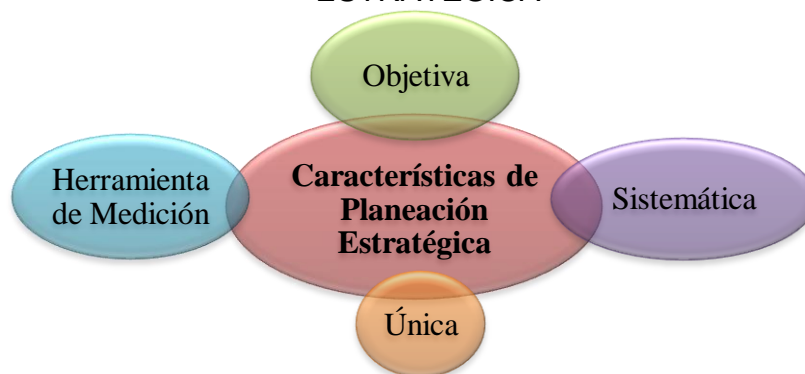 Objetiva
Herramienta
de Medición
Características de
Planeación
Estratégica
Sistemática
Única